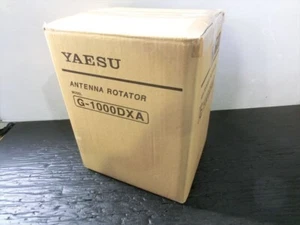 YAESU
ANTENNA ROTATOR
G-1000DXA